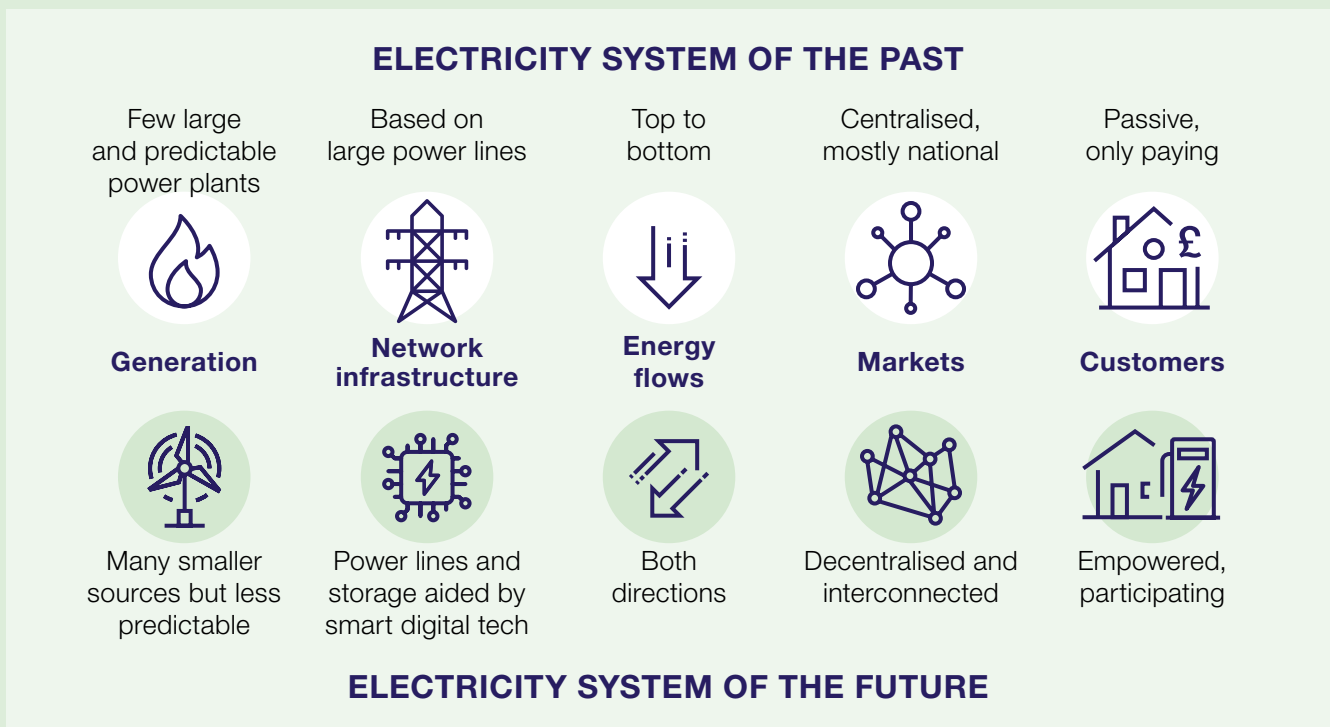 ELECTRICITY SYSTEM OF THE PAST
Few large
and predictable
power plants
Based on
large power lines
Top to
bottom
Centralised,
mostly national
Passive,
only paying
£
Generation
Network
infrastructure
Energy
flows
Markets
Customers
Many smaller
sources but less
predictable
Power lines and
storage aided by
smart digital tech
Both
directions
Decentralised and
interconnected
Empowered,
participating
ELECTRICITY SYSTEM OF THE FUTURE